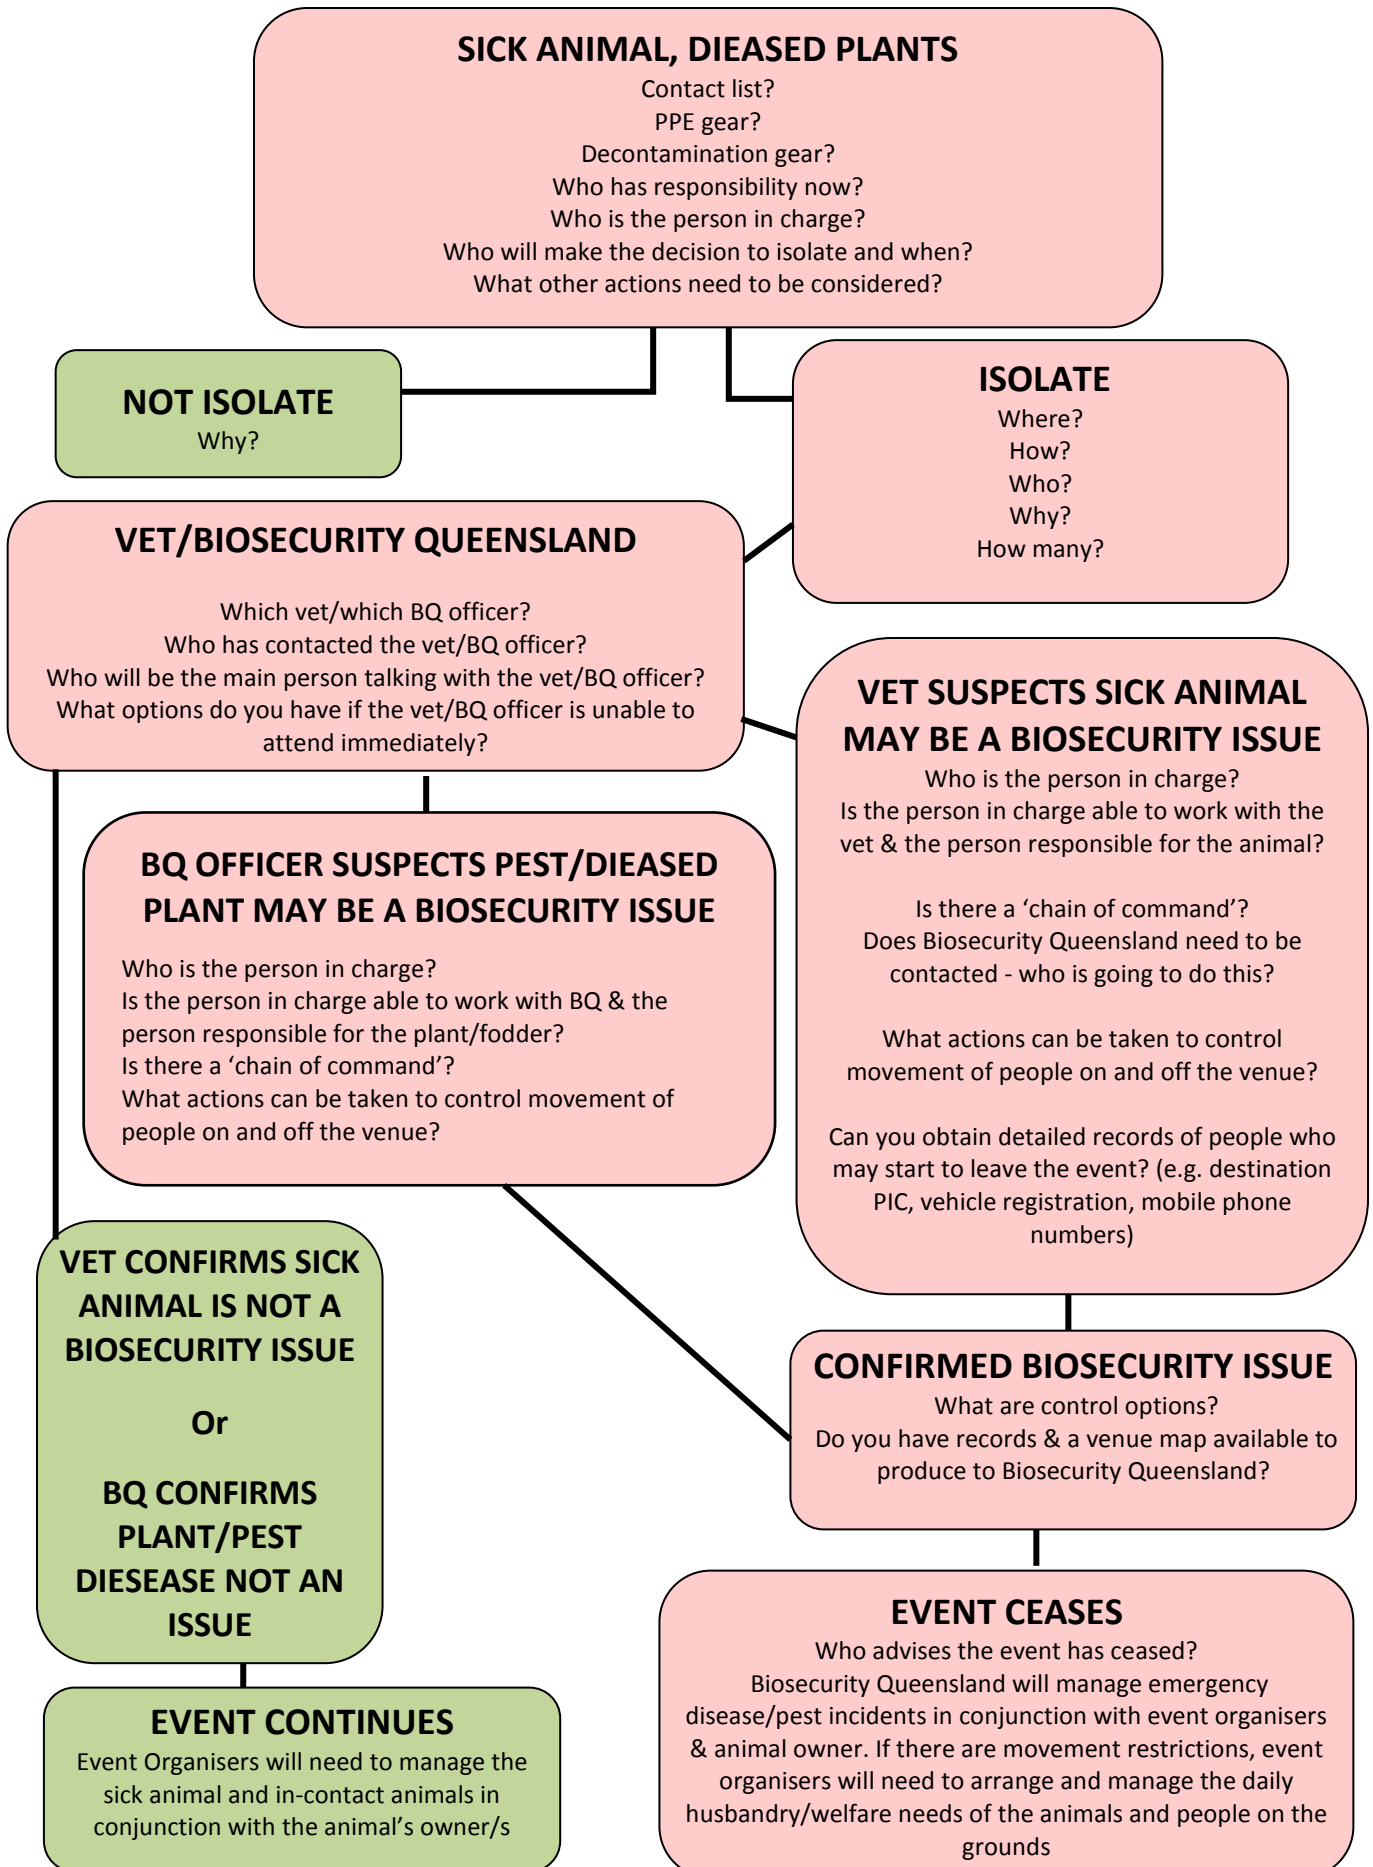 SICK ANIMAL, DIEASED PLANTS
Contact list?
PPE gear?
Decontamination gear?
Who has responsibility now?
Who is the person in charge?
Who will make the decision to isolate and when?
What other actions need to be considered?
NOT ISOLATE
Why?
ISOLATE
Where?
How?
Who?
Why?
How many?
VET/BIOSECURITY QUEENSLAND
Which vet/which BQ officer?
Who has contacted the vet/BQ officer?
Who will be the main person talking with the vet/BQ officer?
What options do you have if the vet/BQ officer is unable to
attend immediately?
VET SUSPECTS SICK ANIMAL
MAY BE A BIOSECURITY ISSUE
Who is the person in charge?
Is the person in charge able to work with the
vet & the person responsible for the animal?
Is there a ‘chain of command’?
Does Biosecurity Queensland need to be
contacted - who is going to do this?
What actions can be taken to control
movement of people on and off the venue?
Can you obtain detailed records of people who
may start to leave the event? (e.g. destination
PIC, vehicle registration, mobile phone
numbers)
BQ OFFICER SUSPECTS PEST/DIEASED
PLANT MAY BE A BIOSECURITY ISSUE
Who is the person in charge?
Is the person in charge able to work with BQ & the
person responsible for the plant/fodder?
Is there a ‘chain of command’?
What actions can be taken to control movement of
people on and off the venue?
VET CONFIRMS SICK
ANIMAL IS NOT A
BIOSECURITY ISSUE
Or
BQ CONFIRMS
PLANT/PEST
DIESEASE NOT AN
ISSUE
CONFIRMED BIOSECURITY ISSUE
What are control options?
Do you have records & a venue map available to
produce to Biosecurity Queensland?
EVENT CONTINUES
Event Organisers will need to manage the
sick animal and in-contact animals in
conjunction with the animal’s owner/s
EVENT CEASES
Who advises the event has ceased?
Biosecurity Queensland will manage emergency
disease/pest incidents in conjunction with event organisers
& animal owner. If there are movement restrictions, event
organisers will need to arrange and manage the daily
husbandry/welfare needs of the animals and people on the
grounds